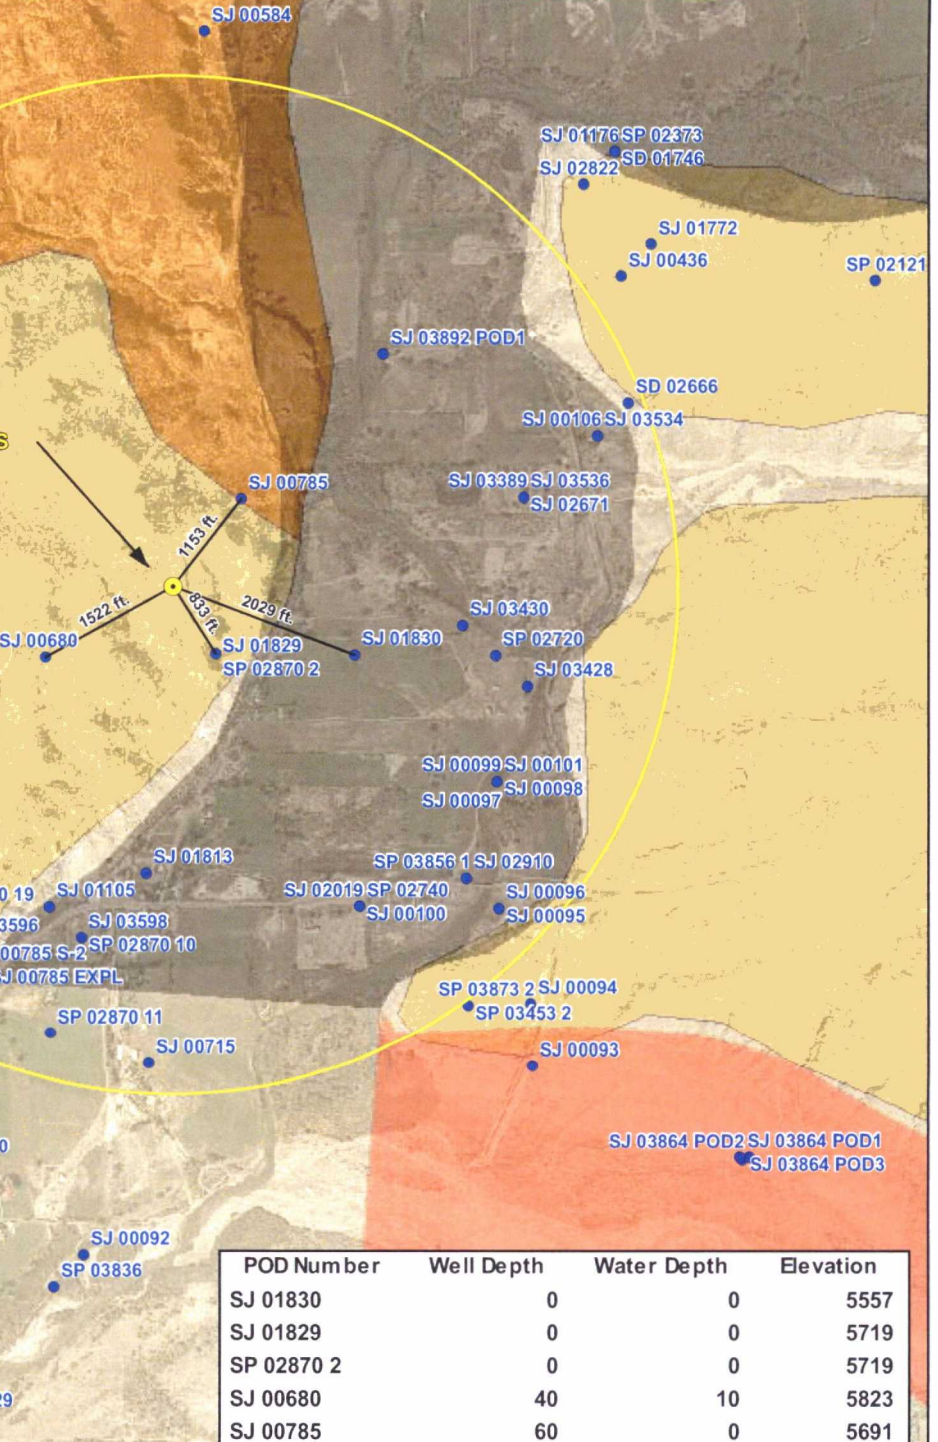 SJ 00584
SJ 01176 SP 02373
SD 01746
SJ 02822
SJ 01772
SJ 00436
SP 02121
SJ 03892 POD1
SD 02666
SJ 00106 SJ 03534
S
SJ 00785
SJ 03389 SJ 03536
SJ 02671
1153 ft.
1522 ft.
833 ft.
2029 ft.
SJ 03430
SJ 00680
SJ 01829
SP 02870 2
SJ 01830
SP 02720
SJ 03428
SJ 00099 SJ 00101
SJ 00098
SJ 00097
SJ 01813
SP 03856 1 SJ 02910
0 19
SJ 01105
SJ 02019 SP 02740
SJ 00100
SJ 00096
SJ 00095
3596
SJ 03598
SP 02870 10
00785 S-2
SJ 00785 EXPL
SP 03873 2 SJ 00094
SP 03453 2
SP 02870 11
SJ 00715
SJ 00093
0
SJ 03864 POD2 SJ 03864 POD1
SJ 03864 POD3
SJ 00092
SP 03836
29
POD Number Well Depth Water Depth Elevation
SJ 01830 0 0 5557
SJ 01829 0 0 5719
SP 02870 2 0 0 5719
SJ 00680 40 10 5823
SJ 00785 60 0 5691